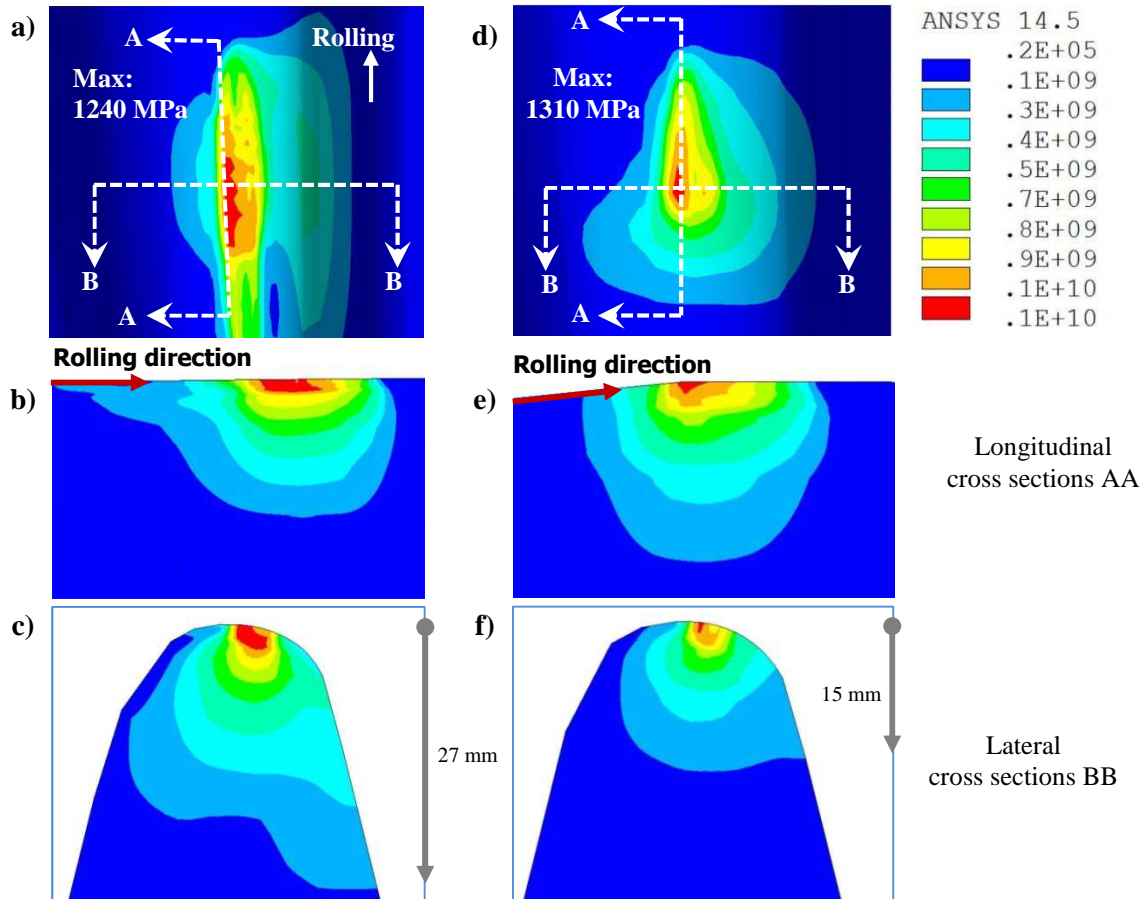 a)
A
Rolling
Max:
1240 MPa
B
B
A
d)
A
Max:
1310 MPa
B
B
A
ANSYS 14.5
.2E+05
.1E+09
.3E+09
.4E+09
.5E+09
.7E+09
.8E+09
.9E+09
.1E+10
.1E+10
Rolling direction
b)
Rolling direction
e)
Longitudinal
cross sections AA
c)
27 mm
f)
15 mm
Lateral
cross sections BB